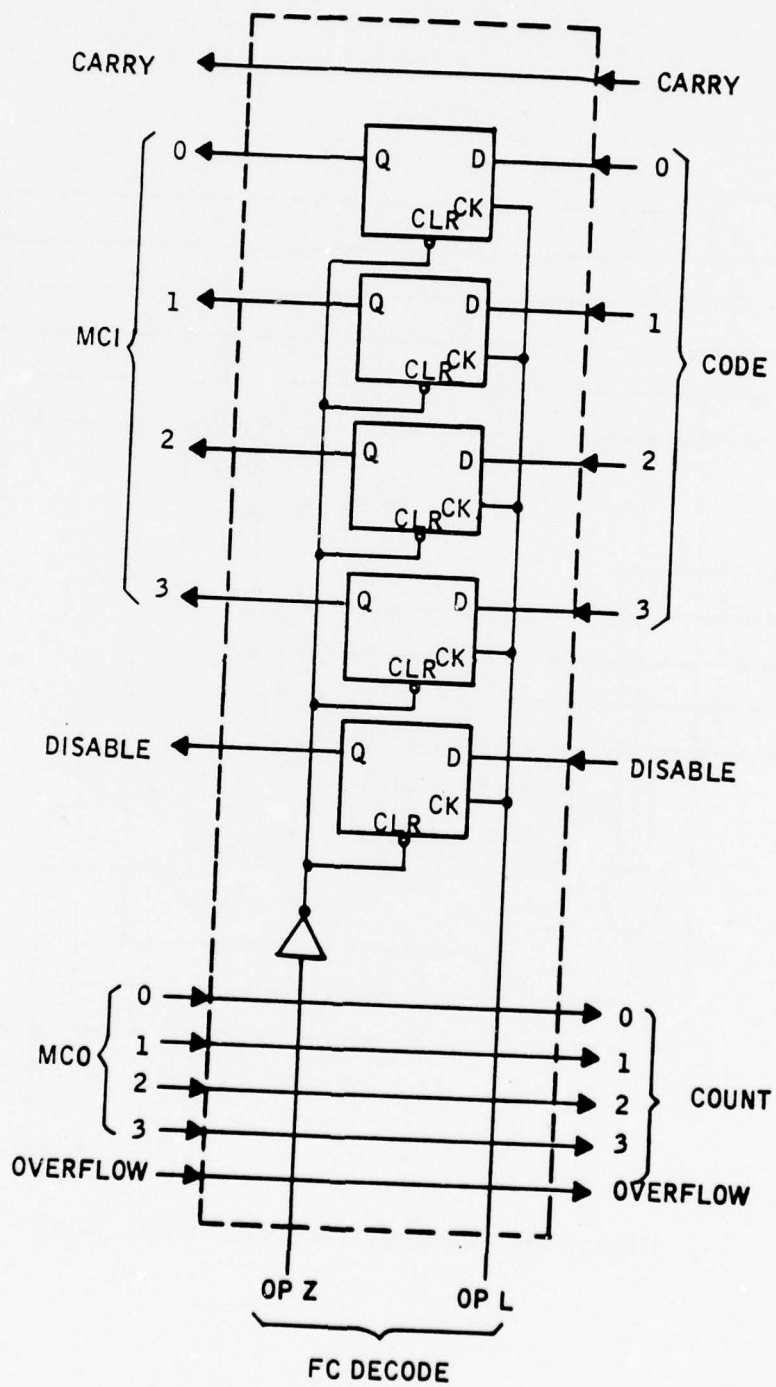 CARRY CARRY
0 Q D 0
CLR CK
1 Q D 1
MCI CODE
CLR CK
2 Q D 2
CLR CK
3 Q D 3
CLR CK
DISABLE Q D DISABLE
CLR CK
0 0
1 1
MCO COUNT
2 2
3 3
OVERFLOW OVERFLOW
OP Z OP L
FC DECODE